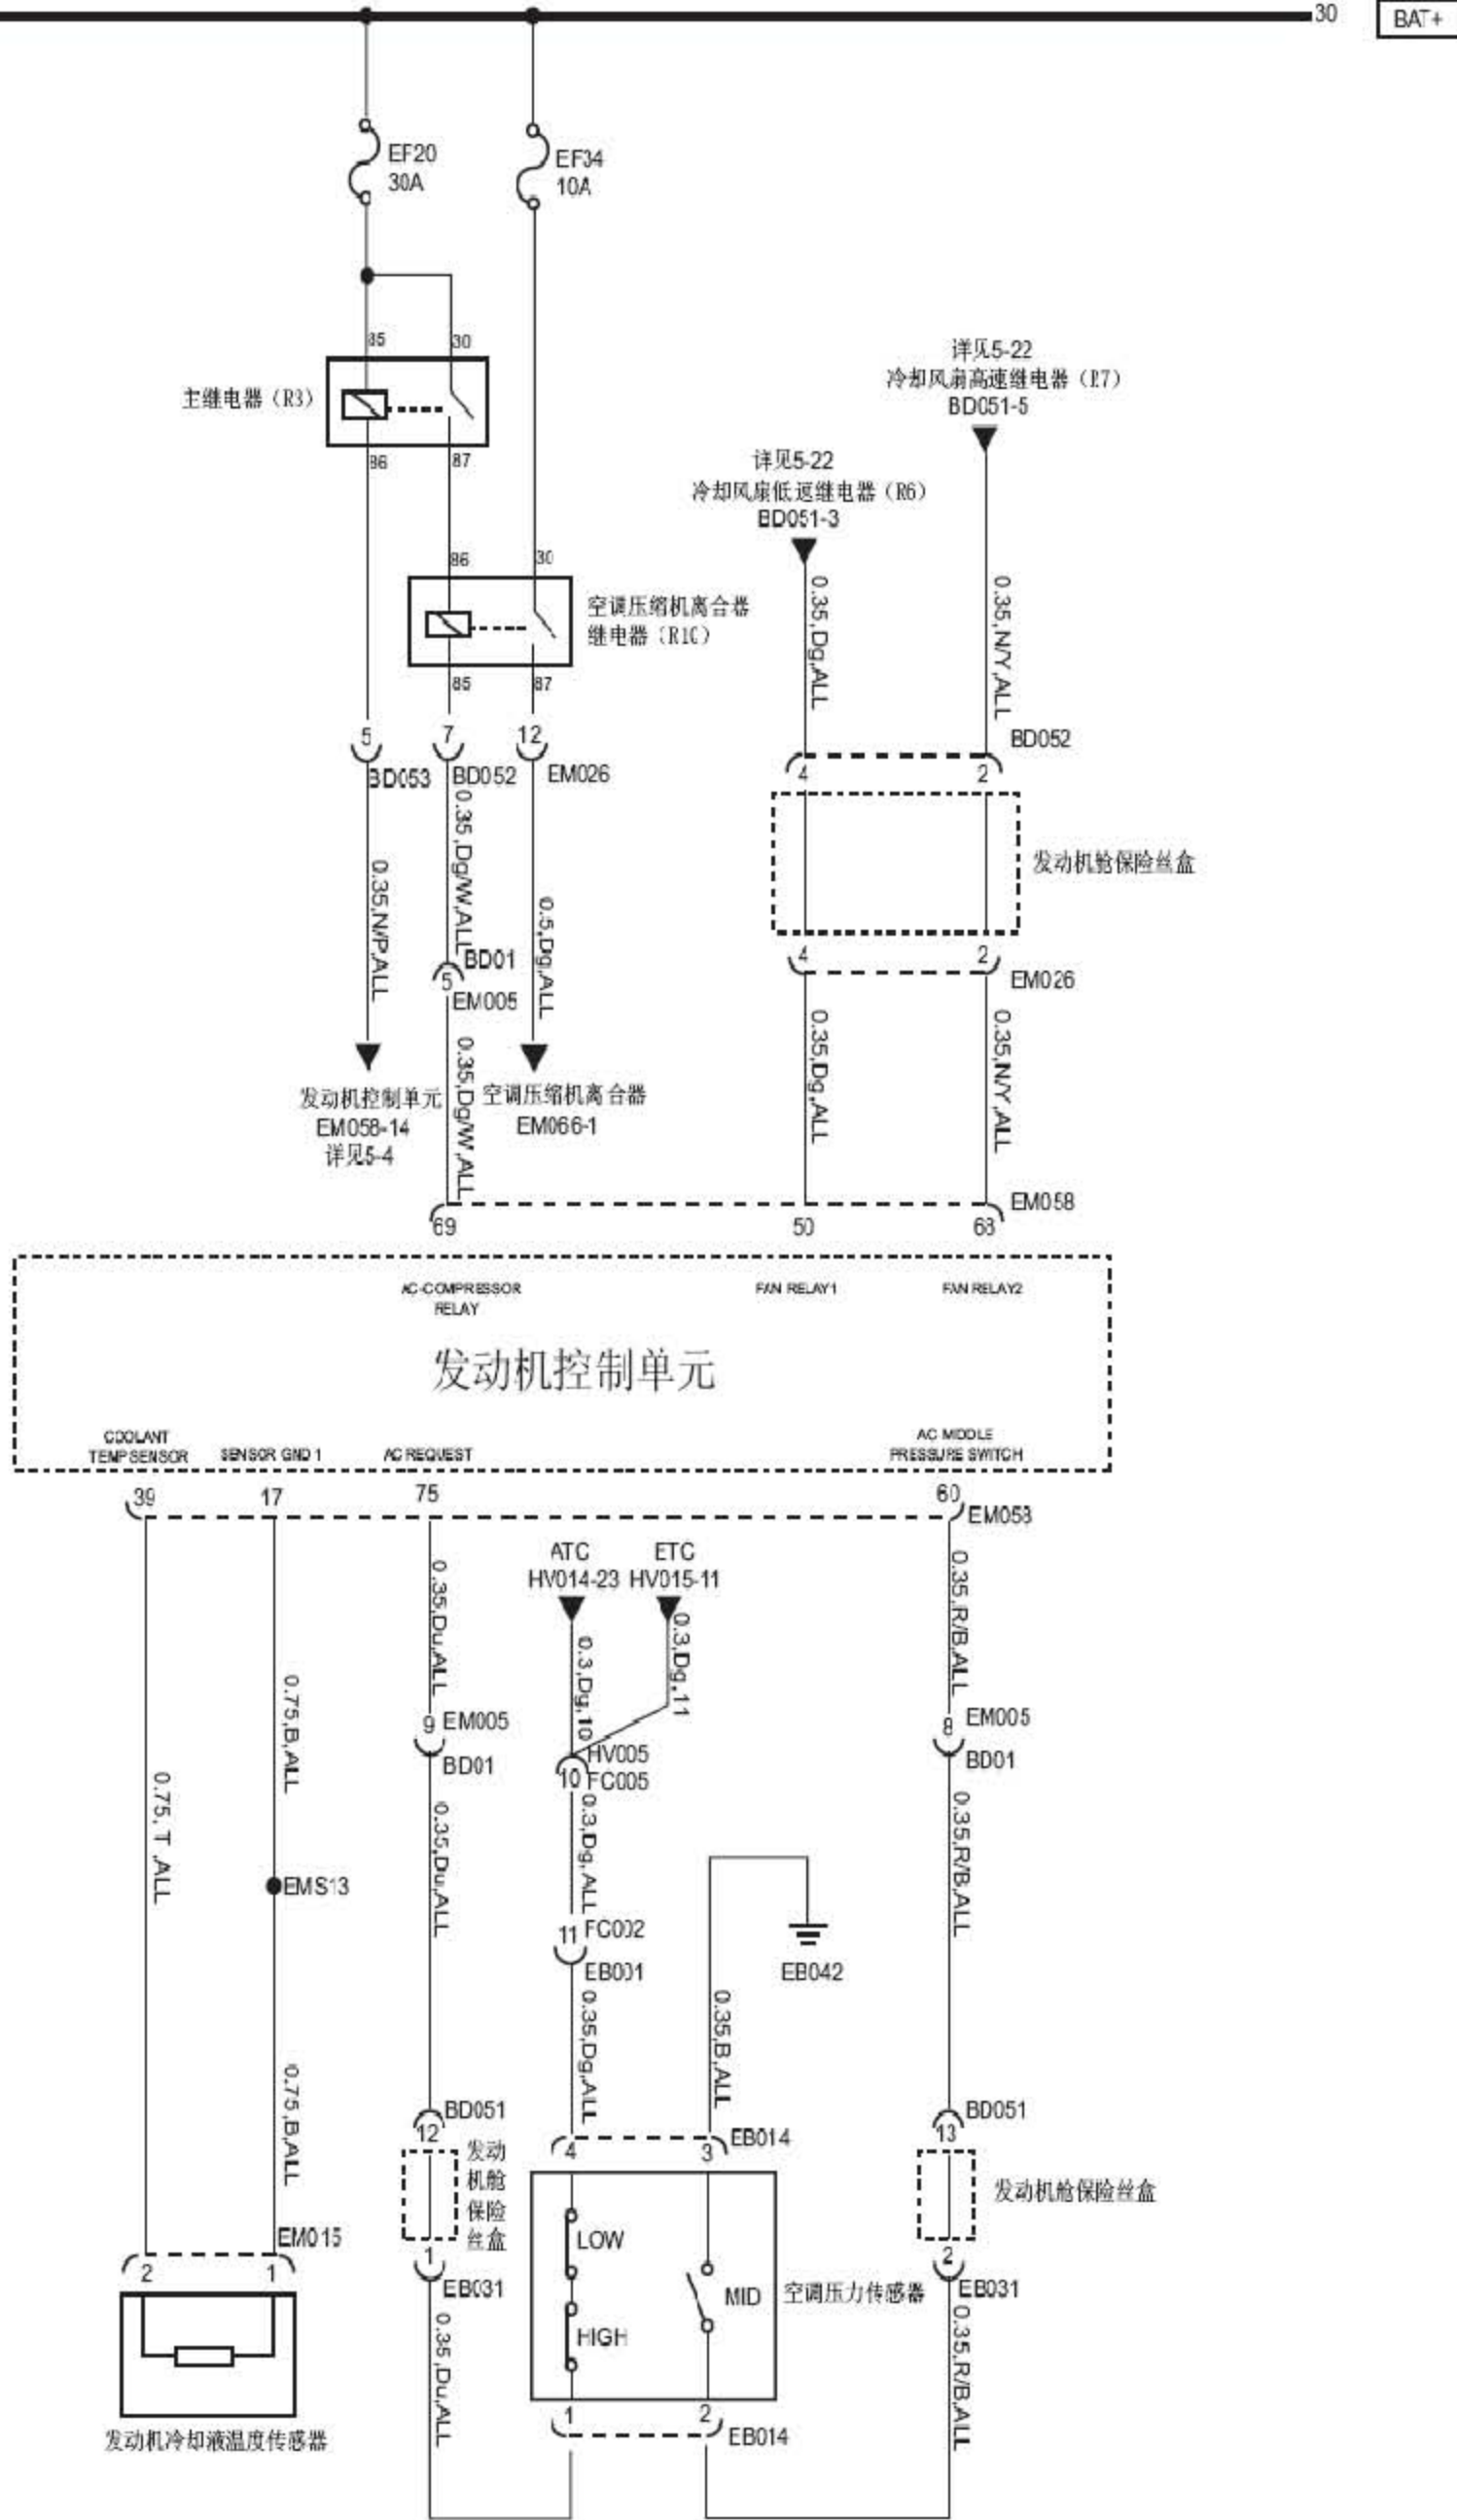 30
BAT+
EF20
30A
EF34
10A
85
30
主继电器（R3）
86
87
详见5-22
冷却风扇高速继电器（R7）
BD051-5
详见5-22
冷却风扇低速继电器（R6）
BD051-3
86
30
空调压缩机离合器
继电器（R10）
85
87
0.35,Dg,ALL
0.35,N/Y,ALL
5
7
12
BD053
BD052
EM026
BD052
4
2
发动机舱保险丝盒
0.35,N/P,ALL
0.35,Dg/W,ALL
0.5,Dg,ALL
BD01
5
EM005
4
2
EM026
0.35,Dg/W,ALL
0.35,Dg,ALL
0.35,N/Y,ALL
发动机控制单元
EM058-14
详见5-4
空调压缩机离合器
EM066-1
EM058
69
50
68
AC-COMPRESSOR
RELAY
FAN RELAY1
FAN RELAY2
发动机控制单元
COOLANT
TEMP SENSOR
SENSOR GND 1
AC REQUEST
AC MIDDLE
PRESSURE SWITCH
39
17
75
60
EM058
ATC
HV014-23
ETC
HV015-11
0.35,Du,ALL
0.3,Dg,10
0.3,Dg,11
0.35,R/B,ALL
0.75,B,ALL
0.75, T ,ALL
9
EM005
BD01
HV005
10
FC005
8
EM005
BD01
0.35,Du,ALL
0.3,Dg,ALL
0.35,R/B,ALL
EMS13
11
FC002
EB001
EB042
0.75,B,ALL
0.35,Dg,ALL
0.35,B,ALL
BD051
12
发动
机舱
保险
丝盒
1
EB031
4
3
EB014
BD051
13
发动机舱保险丝盒
2
EB031
EM015
2
1
LOW
HIGH
MID
空调压力传感器
0.35,Du,ALL
0.35,R/B,ALL
1
2
EB014
发动机冷却液温度传感器